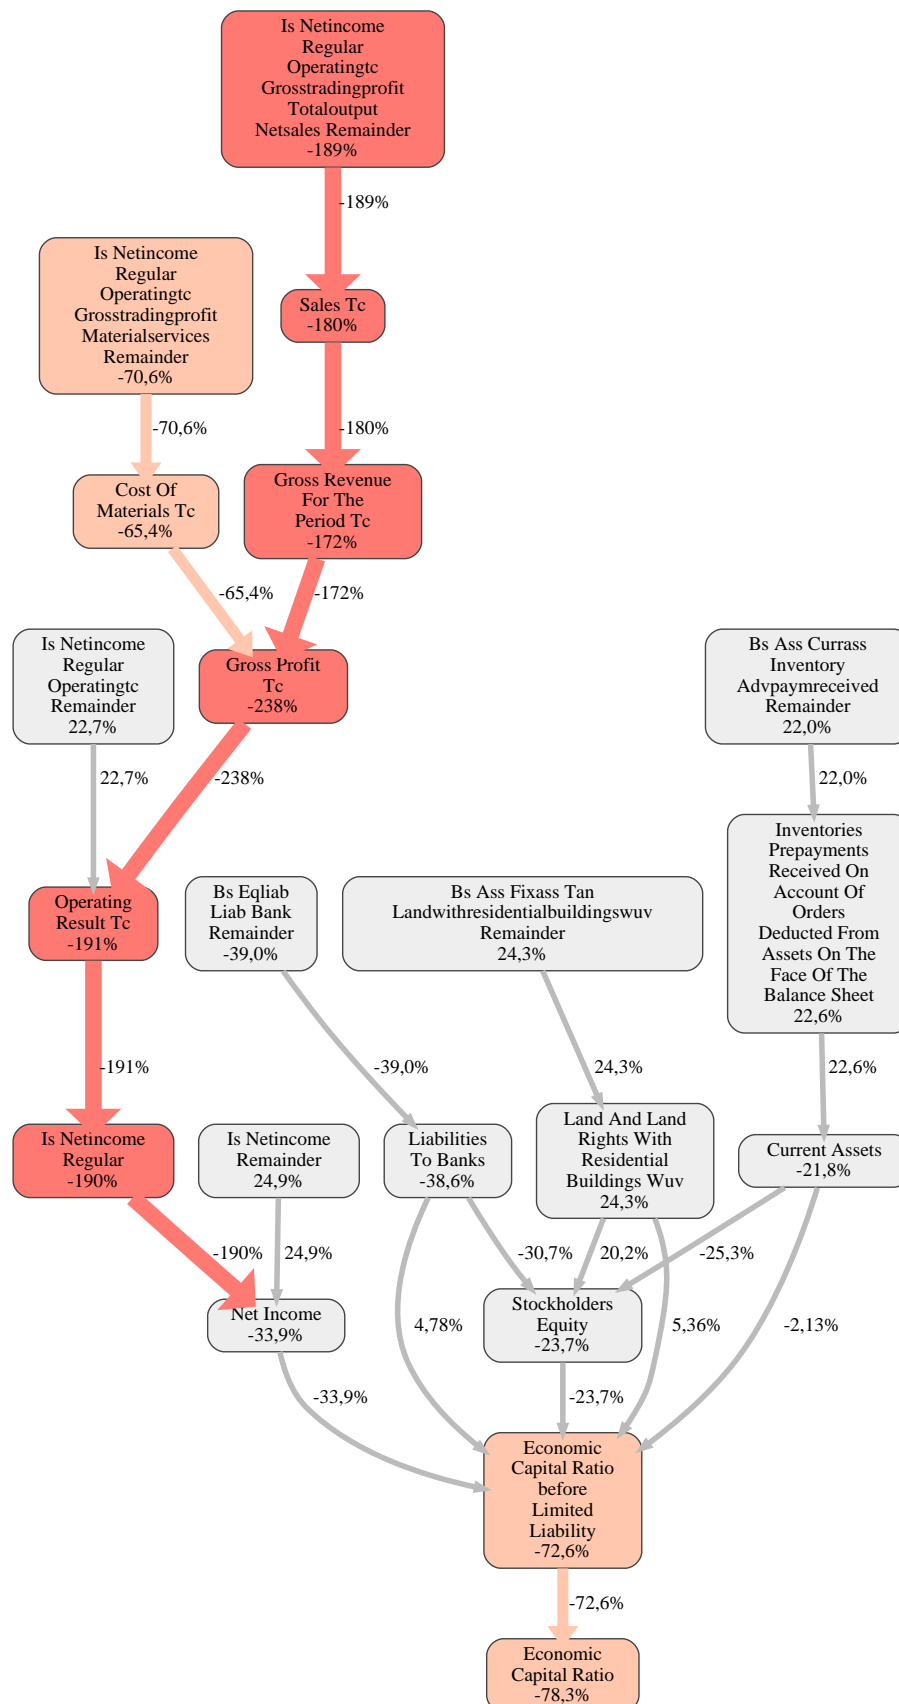 Is Netincome
Regular
Operatingtc
Grosstradingprofit
Totaloutput
Netsales Remainder
-189%
-189%
Is Netincome
Regular
Operatingtc
Grosstradingprofit
Materialservices
Remainder
-70,6%
Sales Tc
-180%
-70,6%
-180%
Cost Of
Materials Tc
-65,4%
Gross Revenue
For The
Period Tc
-172%
-65,4%
-172%
Is Netincome
Regular
Operatingtc
Remainder
22,7%
Gross Profit
Tc
-238%
Bs Ass Currass
Inventory
Advpaymreceived
Remainder
22,0%
22,7%
-238%
22,0%
Inventories
Prepayments
Received On
Account Of
Orders
Deducted From
Assets On The
Face Of The
Balance Sheet
22,6%
Operating
Result Tc
-191%
Bs Eqliab
Liab Bank
Remainder
-39,0%
Bs Ass Fixass Tan
Landwithresidentialbuildingswuv
Remainder
24,3%
-191%
-39,0%
24,3%
22,6%
Is Netincome
Regular
-190%
Is Netincome
Remainder
24,9%
Liabilities
To Banks
-38,6%
Land And Land
Rights With
Residential
Buildings Wuv
24,3%
Current Assets
-21,8%
-190%
24,9%
-30,7%
20,2%
-25,3%
Net Income
-33,9%
Stockholders
Equity
-23,7%
4,78%
5,36%
-2,13%
-33,9%
-23,7%
Economic
Capital Ratio
before
Limited
Liability
-72,6%
-72,6%
Economic
Capital Ratio
-78,3%